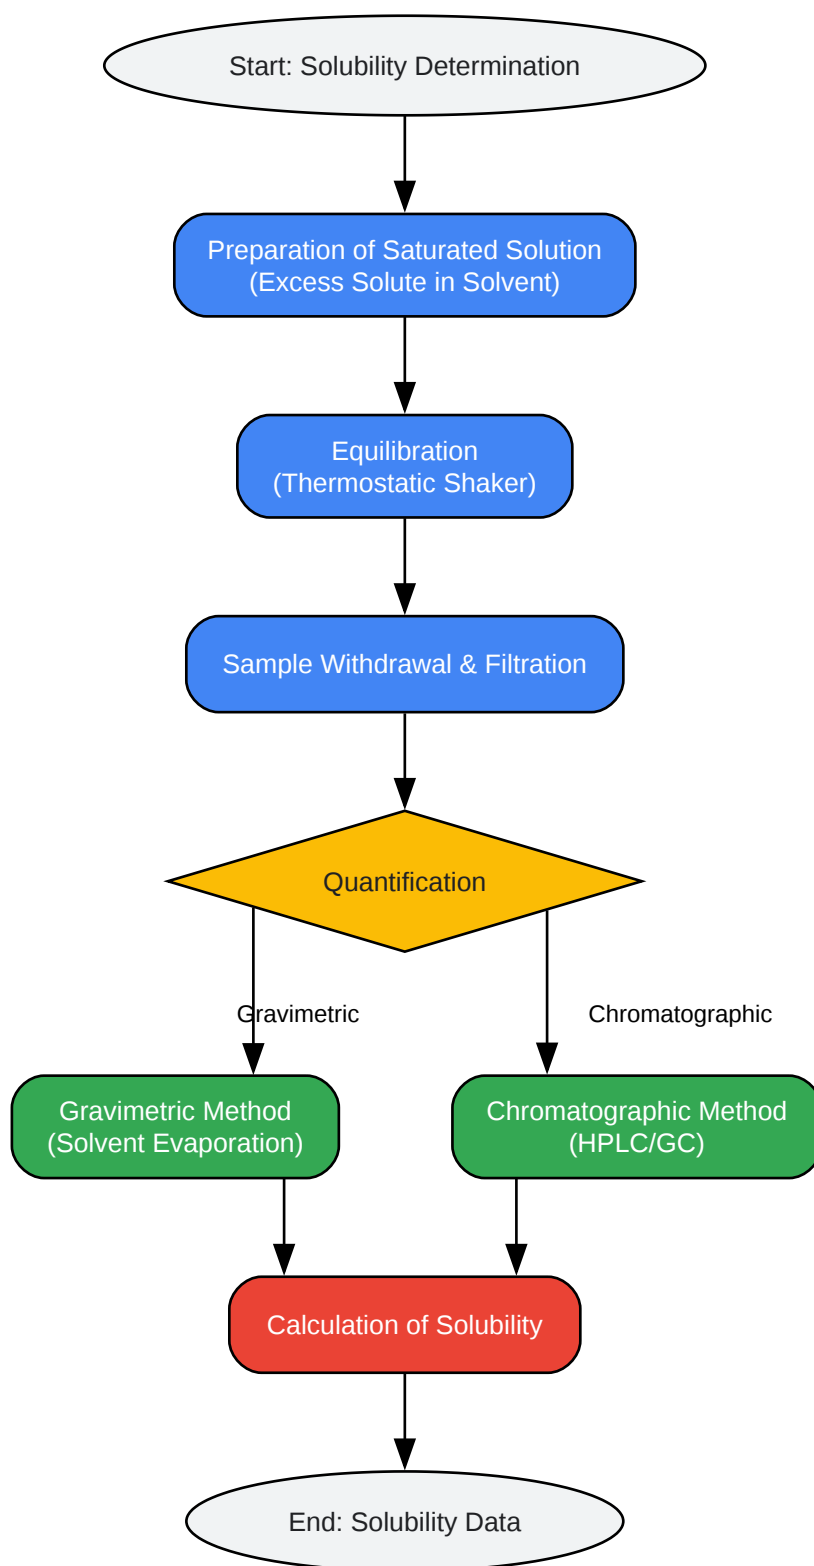 Start: Solubility Determination
Preparation of Saturated Solution
(Excess Solute in Solvent)
Equilibration
(Thermostatic Shaker)
Sample Withdrawal & Filtration
Quantification
Gravimetric
Chromatographic
Gravimetric Method
(Solvent Evaporation)
Chromatographic Method
(HPLC/GC)
Calculation of Solubility
End: Solubility Data